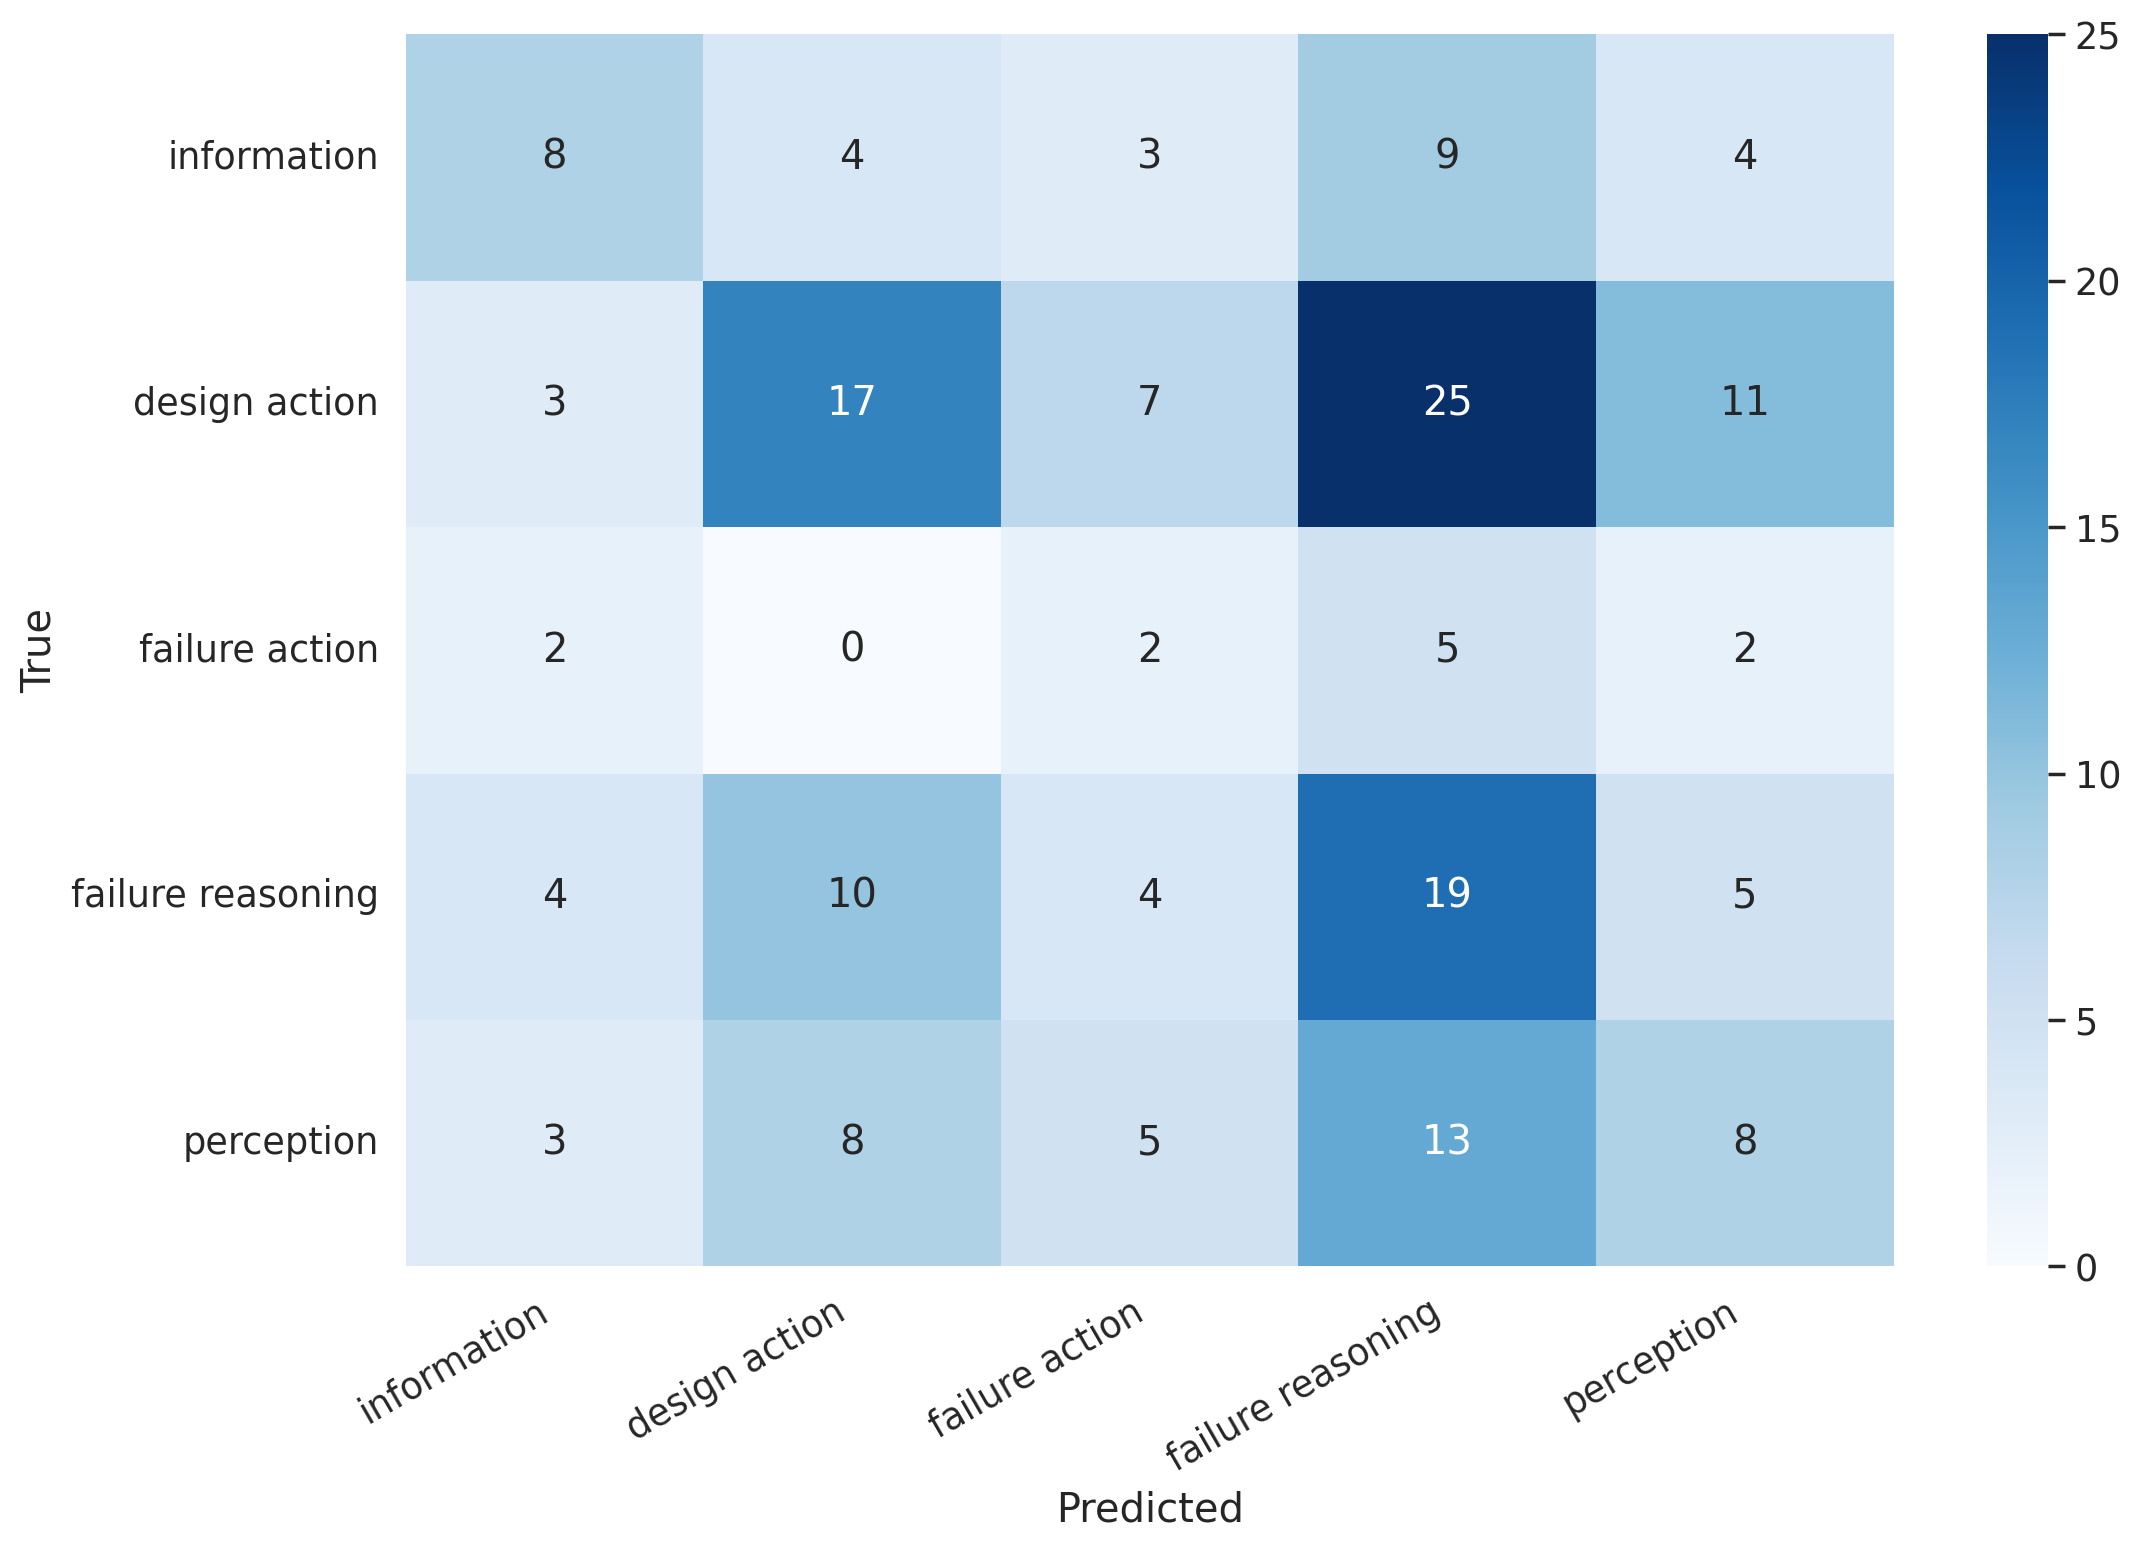 25
information 8 4 3 9 4
20
design action 3 17 7 25 11
15
True
failure action 2 0 2 5 2
10
failure reasoning 4 10 4 19 5
5
perception 3 8 5 13 8
0
information design action failure action failure reasoning perception
Predicted